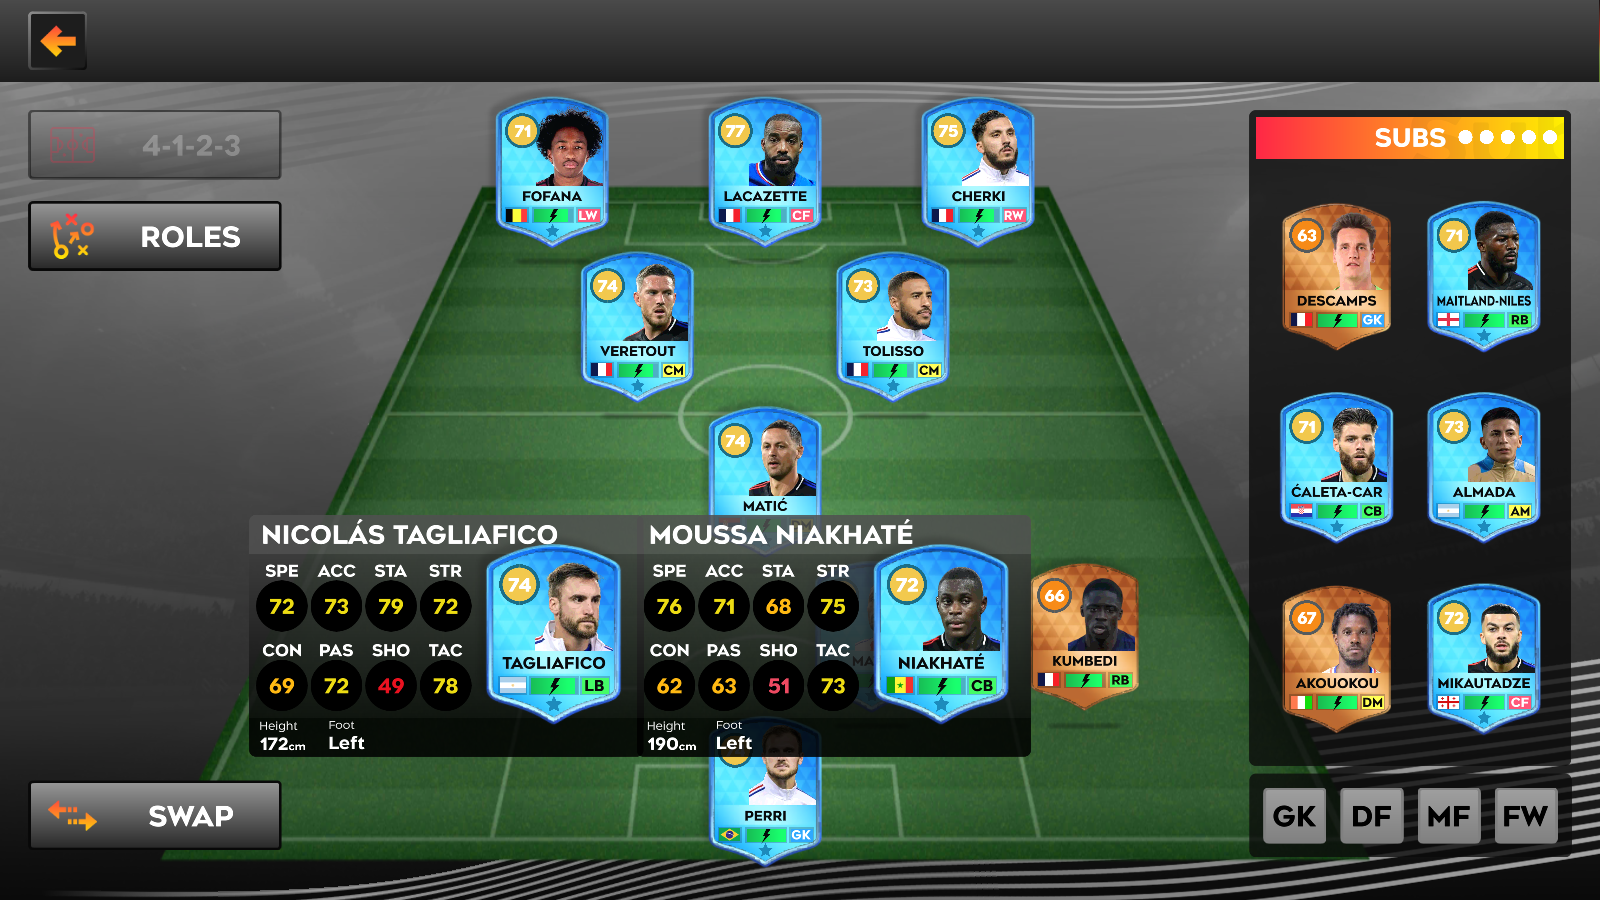 4-1-2-3
ROLES
SWAP
71
FOFANA
LW
77
LACAZETTE
CF
75
CHERKI
RW
74
VERETOUT
CM
73
TOLISSO
CM
74
MATIĆ
NICOLÁS TAGLIAFICO
SPE ACC STA STR
72 73 79 72
CON PAS SHO TAC
69 72 49 78
Height Foot
172cm Left
74
TAGLIAFICO
LB
MOUSSA NIAKHATÉ
SPE ACC STA STR
76 71 68 75
CON PAS SHO TAC
62 63 51 73
Height Foot
190cm Left
72
NIAKHATÉ
CB
66
KUMBEDI
RB
PERRI
GK
SUBS
63
DESCAMPS
GK
71
MAITLAND-NILES
RB
71
ĆALETA-CAR
CB
73
ALMADA
AM
67
AKOUOKOU
DM
72
MIKAUTADZE
CF
GK DF MF FW